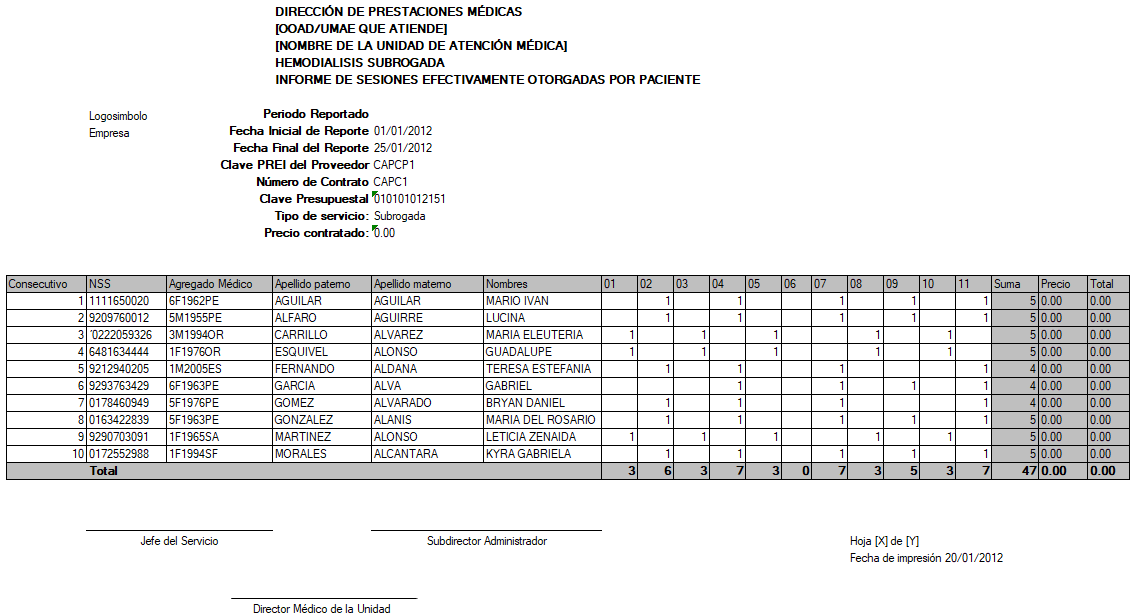 DIRECCIÓN DE PRESTACIONES MÉDICAS
[OOAD/UMAE QUE ATIENDE]
[NOMBRE DE LA UNIDAD DE ATENCIÓN MÉDICA]
HEMODIALISIS SUBROGADA
INFORME DE SESIONES EFECTIVAMENTE OTORGADAS POR PACIENTE
Logosimbolo
Empresa
Periodo Reportado
Fecha Inicial de Reporte 01/01/2012
Fecha Final del Reporte 25/01/2012
Clave PREI del Proveedor CAPCP1
Número de Contrato CAPC1
Clave Presupuestal 010101012151
Tipo de servicio: Subrogada
Precio contratado: 0.00
Consecutivo NSS Agregado Médico Apellido paterno Apellido materno Nombres 01 02 03 04 05 06 07 08 09 10 11 Suma Precio Total
1 1111650020 6F1962PE AGUILAR AGUILAR MARIO IVAN 1 1 1 1 1 5 0.00 0.00
2 9209760012 5M1955PE ALFARO AGUIRRE LUCINA 1 1 1 1 1 5 0.00 0.00
3 '0222059326 3M1994OR CARRILLO ALVAREZ MARIA ELEUTERIA 1 1 1 1 1 5 0.00 0.00
4 6481634444 1F1976OR ESQUIVEL ALONSO GUADALUPE 1 1 1 1 1 5 0.00 0.00
5 9212940205 1M2005ES FERNANDO ALDANA TERESA ESTEFANIA 1 1 1 1 4 0.00 0.00
6 9293763429 6F1963PE GARCIA ALVA GABRIEL 1 1 1 1 4 0.00 0.00
7 0178460949 5F1976PE GOMEZ ALVARADO BRYAN DANIEL 1 1 1 1 4 0.00 0.00
8 0163422839 5F1963PE GONZALEZ ALANIS MARIA DEL ROSARIO 1 1 1 1 1 5 0.00 0.00
9 9290703091 1F1965SA MARTINEZ ALONSO LETICIA ZENAIDA 1 1 1 1 1 5 0.00 0.00
10 0172552988 1F1994SF MORALES ALCANTARA KYRA GABRIELA 1 1 1 1 1 5 0.00 0.00
Total 3 6 3 7 3 0 7 3 5 3 7 47 0.00 0.00
Jefe del Servicio
Subdirector Administrador
Hoja [X] de [Y]
Fecha de impresión 20/01/2012
Director Médico de la Unidad